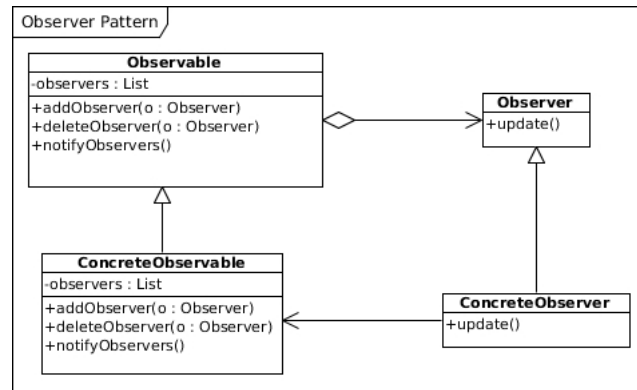 Observer Pattern
Observable
-observers : List
+addObserver(o : Observer)
+deleteObserver(o : Observer)
+notifyObservers()
Observer
+update()
ConcreteObservable
-observers : List
+addObserver(o : Observer)
+deleteObserver(o : Observer)
+notifyObservers()
ConcreteObserver
+update()